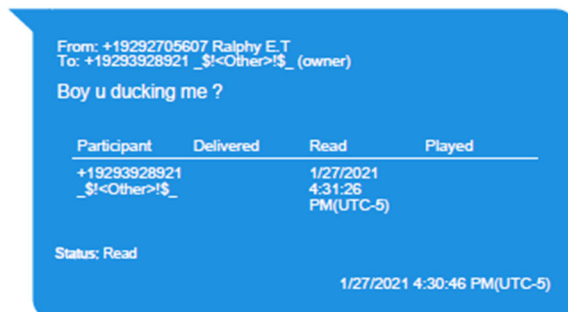 From: +19292705607 Ralphy E.T
To: +19293928921 _$!<Other>!$_ (owner)
Boy u ducking me ?
Participant Delivered Read Played
+19293928921 1/27/2021
_$!<Other>!$_ 4:31:26
PM(UTC-5)
Status: Read
1/27/2021 4:30:46 PM(UTC-5)